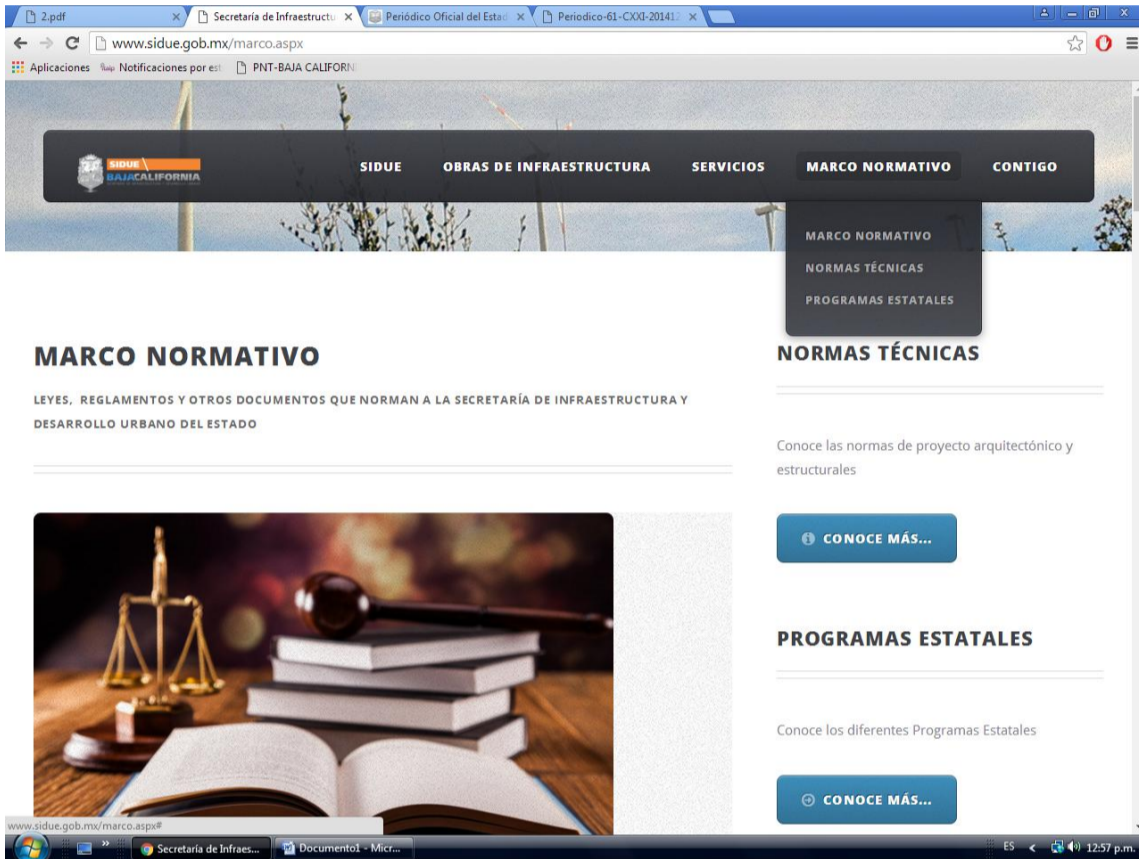 2.pdf
Secretaría de Infraestructu
Periódico Oficial del Estad
Periodico-61-CXXI-201412
www.sidue.gob.mx/marco.aspx
Aplicaciones
Notificaciones por est
PNT-BAJA CALIFORNI
SIDUE
BAJACALIFORNIA
SIDUE
OBRAS DE INFRAESTRUCTURA
SERVICIOS
MARCO NORMATIVO
CONTIGO
MARCO NORMATIVO
NORMAS TÉCNICAS
PROGRAMAS ESTATALES
MARCO NORMATIVO
LEYES, REGLAMENTOS Y OTROS DOCUMENTOS QUE NORMAN A LA SECRETARÍA DE INFRAESTRUCTURA Y
DESARROLLO URBANO DEL ESTADO
NORMAS TÉCNICAS
Conoce las normas de proyecto arquitectónico y
estructurales
CONOCE MÁS...
PROGRAMAS ESTATALES
Conoce los diferentes Programas Estatales
CONOCE MÁS...
www.sidue.gob.mx/marco.aspx#
Secretaría de Infraes...
Documento1 - Micr...
ES
12:57 p.m.